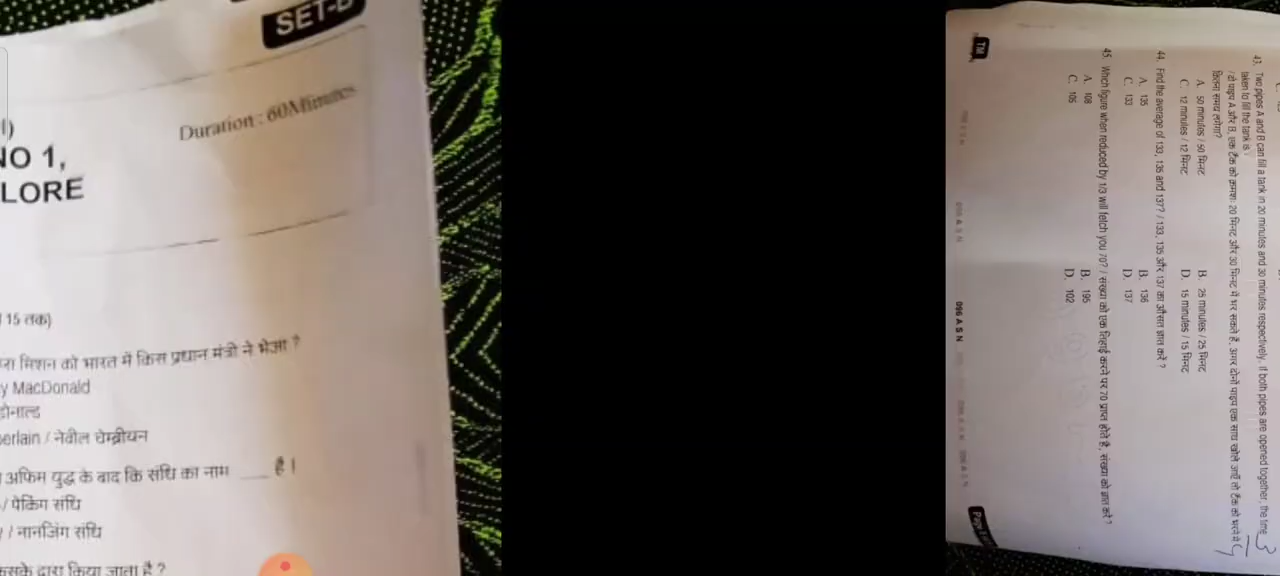 SET-B
Duration : 60Minutes
NO 1,
LORE
15 तक)
मिशन को भारत में किस प्रधान मंत्री ने भेजा ?
y MacDonald
डोनाल्ड
erlain / नेवील चेम्ब्रीयन
अफिम युद्ध के बाद कि संधि का नाम ____ है ।
/ पेकिंग संधि
/ नानजिंग संधि
के द्वारा किया जाता है ?
43. Two pipes A and B can fill a tank in 20 minutes and 30 minutes respectively. If both pipes are opened together, the time
taken to fill the tank is
/ दो पाइप A और B, एक टैंक को क्रमशः 20 मिनट और 30 मिनट में भर सकते हैं. अगर दोनों पाइप एक साथ खोले जाएँ तो टैंक को भरने में
कितना समय लगेगा?
A. 50 minutes / 50 मिनट B. 25 minutes / 25 मिनट
C. 12 minutes / 12 मिनट D. 15 minutes / 15 मिनट
44. Find the average of 133, 135 and 137? / 133, 135 और 137 का औसत ज्ञात करें ?
A. 135 B. 136
C. 133 D. 137
45. Which figure when reduced by 1/3 will fetch you 70? / संख्या को एक तिहाई करने पर 70 प्राप्त होते है, संख्या को ज्ञात करें ?
A. 108 B. 195
C. 105 D. 102
TM
096 A S N
Page